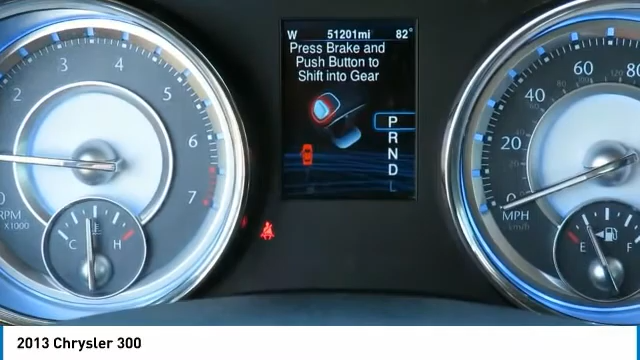 W 51201mi 82°
Press Brake and
Push Button to
Shift into Gear
P
R
N
D
L
2 3 4 5 6 7
RPM
X1000
C H
0 20 40 60 80
MPH
km/h
E
2013 Chrysler 300